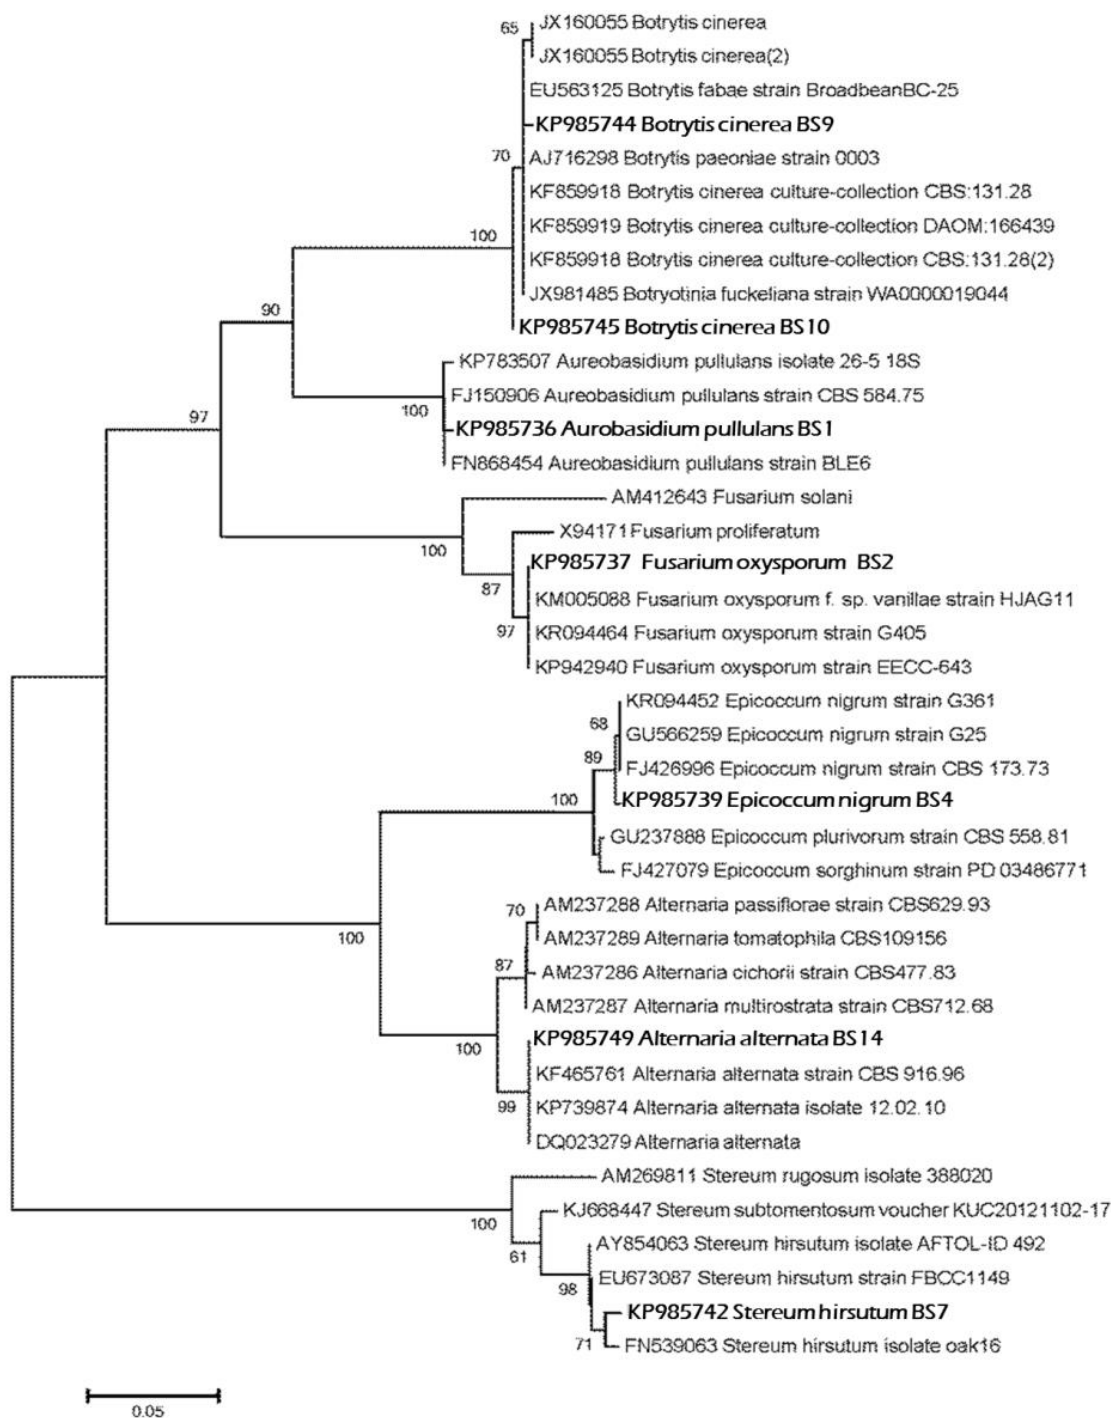 65
JX160055 Botrytis cinerea
JX160055 Botrytis cinerea(2)
EU563125 Botrytis fabae strain BroadbeanBC-25
KP985744 Botrytis cinerea BS9
70
AJ716298 Botrytis paeoniae strain 0003
KF859918 Botrytis cinerea culture-collection CBS:131.28
KF859919 Botrytis cinerea culture-collection DAOM:166439
100
KF859918 Botrytis cinerea culture-collection CBS:131.28(2)
JX981485 Botryotinia fuckeliana strain WA0000019044
90
KP985745 Botrytis cinerea BS10
KP783507 Aureobasidium pullulans isolate 26-5 18S
FJ150906 Aureobasidium pullulans strain CBS 584.75
100
97
KP985736 Aurobasidium pullulans BS1
FN868454 Aureobasidium pullulans strain BLE6
AM412643 Fusarium solani
X94171 Fusarium proliferatum
100
KP985737 Fusarium oxysporum BS2
87
KM005088 Fusarium oxysporum f. sp. vanillae strain HJAG11
97
KR094464 Fusarium oxysporum strain G405
KP942940 Fusarium oxysporum strain EECC-643
KR094452 Epicoccum nigrum strain G361
68
GU566259 Epicoccum nigrum strain G25
89
FJ426996 Epicoccum nigrum strain CBS 173.73
100
KP985739 Epicoccum nigrum BS4
GU237888 Epicoccum plurivorum strain CBS 558.81
FJ427079 Epicoccum sorghinum strain PD 03486771
70
AM237288 Alternaria passiflorae strain CBS629.93
100
AM237289 Alternaria tomatophila CBS109156
87
AM237286 Alternaria cichorii strain CBS477.83
AM237287 Alternaria multirostrata strain CBS712.68
100
KP985749 Alternaria alternata BS14
KF465761 Alternaria alternata strain CBS 916.96
99
KP739874 Alternaria alternata isolate 12.02.10
DQ023279 Alternaria alternata
AM269811 Stereum rugosum isolate 388020
100
KJ668447 Stereum subtomentosum voucher KUC20121102-17
61
AY854063 Stereum hirsutum isolate AFTOL-ID 492
98
EU673087 Stereum hirsutum strain FBCC1149
KP985742 Stereum hirsutum BS7
71
FN539063 Stereum hirsutum isolate oak16
0.05